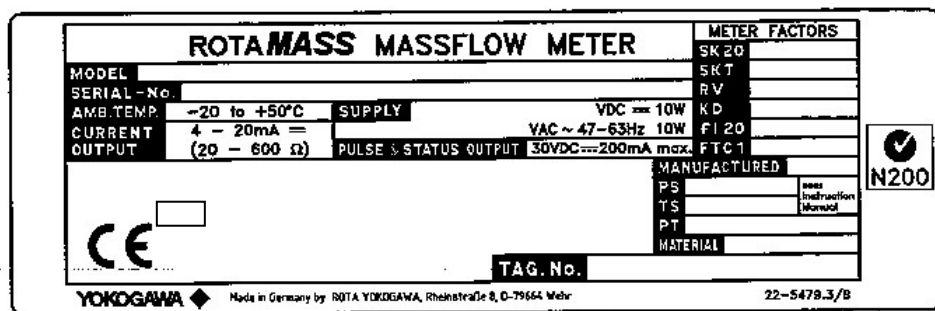 ROTAMASS MASSFLOW METER
METER FACTORS
SK20
MODEL
SKT
SERIAL-No.
RV
AMB.TEMP. -20 to +50°C SUPPLY VDC ⎓ 10W
KD
CURRENT OUTPUT 4 - 20mA ⎓ (20 - 600 Ω)
VAC ~ 47-63Hz 10W
FI20
PULSE & STATUS OUTPUT 30VDC⎓200mA max.
FTC1
MANUFACTURED
PS
Instruction
Manual
TS
PT
MATERIAL
CE
TAG.No.
N200
YOKOGAWA Made in Germany by ROTA YOKOGAWA, Rheinstraße 8, D-79664 Wehr 22-5479.3/B